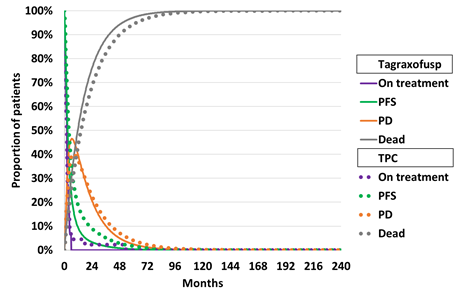 Proportion of patients
100%
90%
80%
70%
60%
50%
40%
30%
20%
10%
0%
0 24 48 72 96 120 144 168 192 216 240
Months
Tagraxofusp
On treatment
PFS
PD
Dead
TPC
On treatment
PFS
PD
Dead